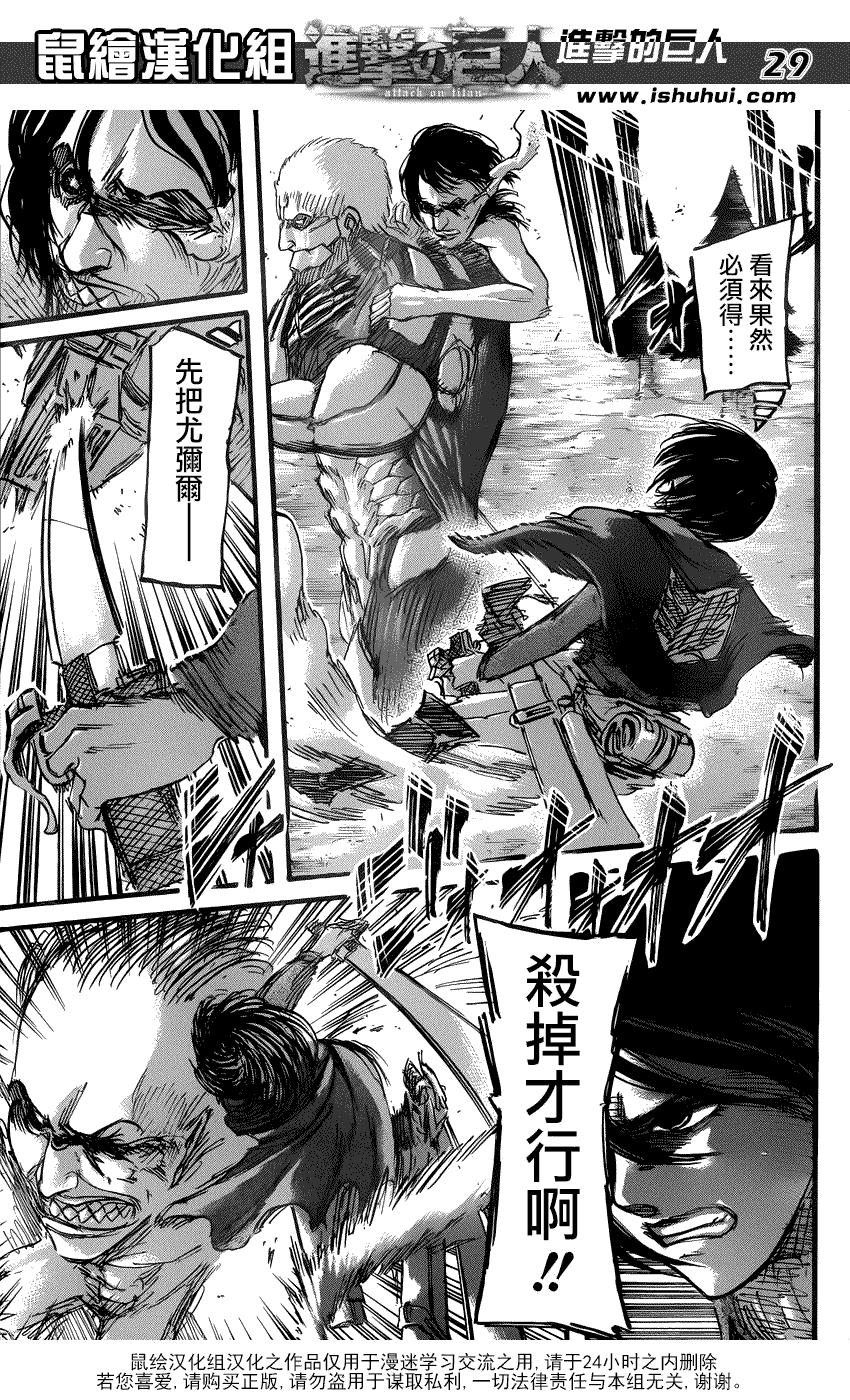 鼠繪漢化組
進撃の巨人
attack on titan
進撃的巨人
29
www.ishuhui.com
看來果然
必須得……
先把尤彌爾——
殺掉才行啊!!
鼠绘汉化组汉化之作品仅用于漫迷学习交流之用,请于24小时之内删除
若您喜爱,请购买正版,请勿盗用于谋取私利,一切法律责任与本组无关,谢谢。